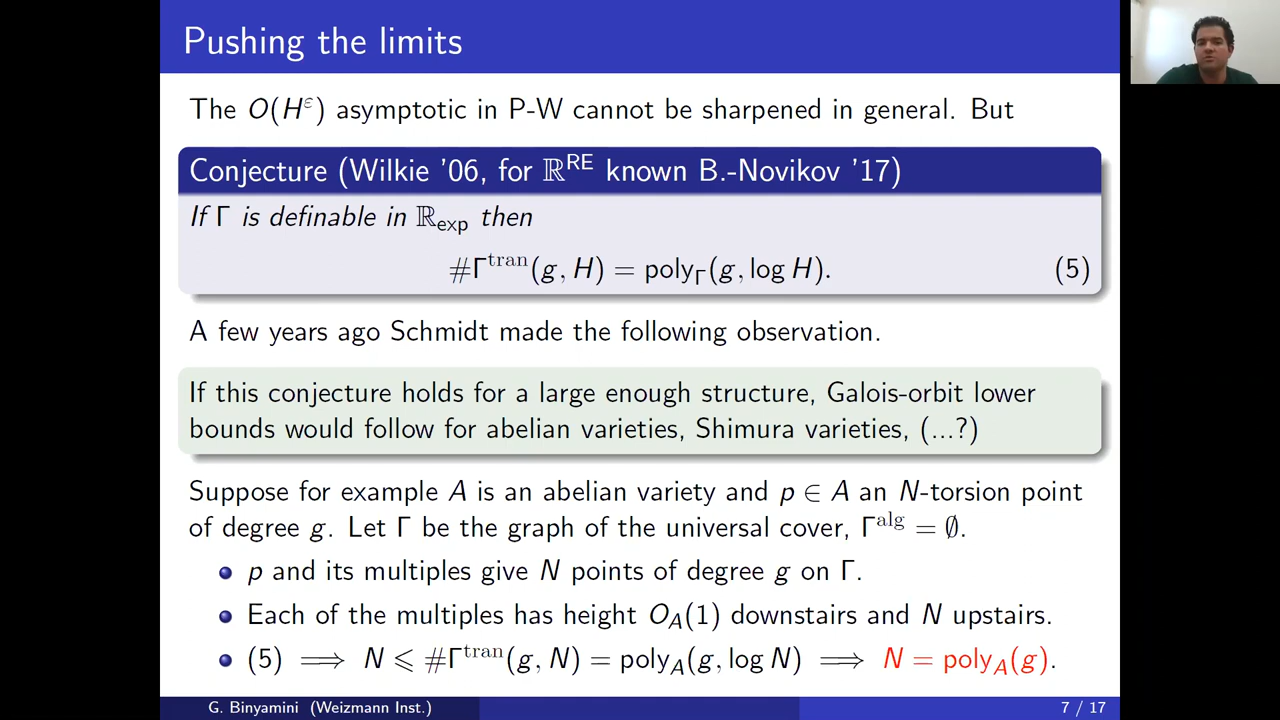 Pushing the limits
The O(H^ε) asymptotic in P-W cannot be sharpened in general. But
Conjecture (Wilkie '06, for ℝ^RE known B.-Novikov '17)
If Γ is definable in ℝ_exp then
#Γ^tran(g, H) = poly_Γ(g, log H). (5)
A few years ago Schmidt made the following observation.
If this conjecture holds for a large enough structure, Galois-orbit lower
bounds would follow for abelian varieties, Shimura varieties, (...?)
Suppose for example A is an abelian variety and p ∈ A an N-torsion point
of degree g. Let Γ be the graph of the universal cover, Γ^alg = ∅.
p and its multiples give N points of degree g on Γ.
Each of the multiples has height O_A(1) downstairs and N upstairs.
(5) ⟹ N ⩽ #Γ^tran(g, N) = poly_A(g, log N) ⟹ N = poly_A(g).
G. Binyamini (Weizmann Inst.) 7 / 17